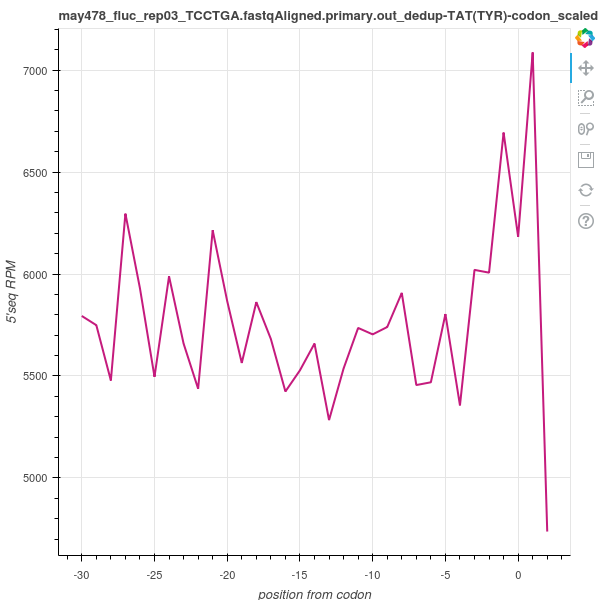 may478_fluc_rep03_TCCTGA.fastqAligned.primary.out_dedup-TAT(TYR)-codon_scaled
7000
6500
6000
5500
5000
5'seq RPM
-30 -25 -20 -15 -10 -5 0
position from codon